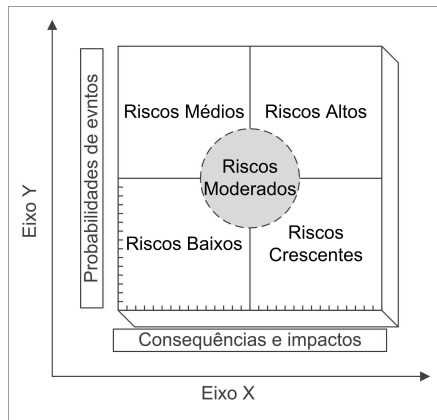 Eixo Y
Probabilidades de evntos
Riscos Médios
Riscos Altos
Riscos
Moderados
Riscos Baixos
Riscos
Crescentes
Consequências e impactos
Eixo X